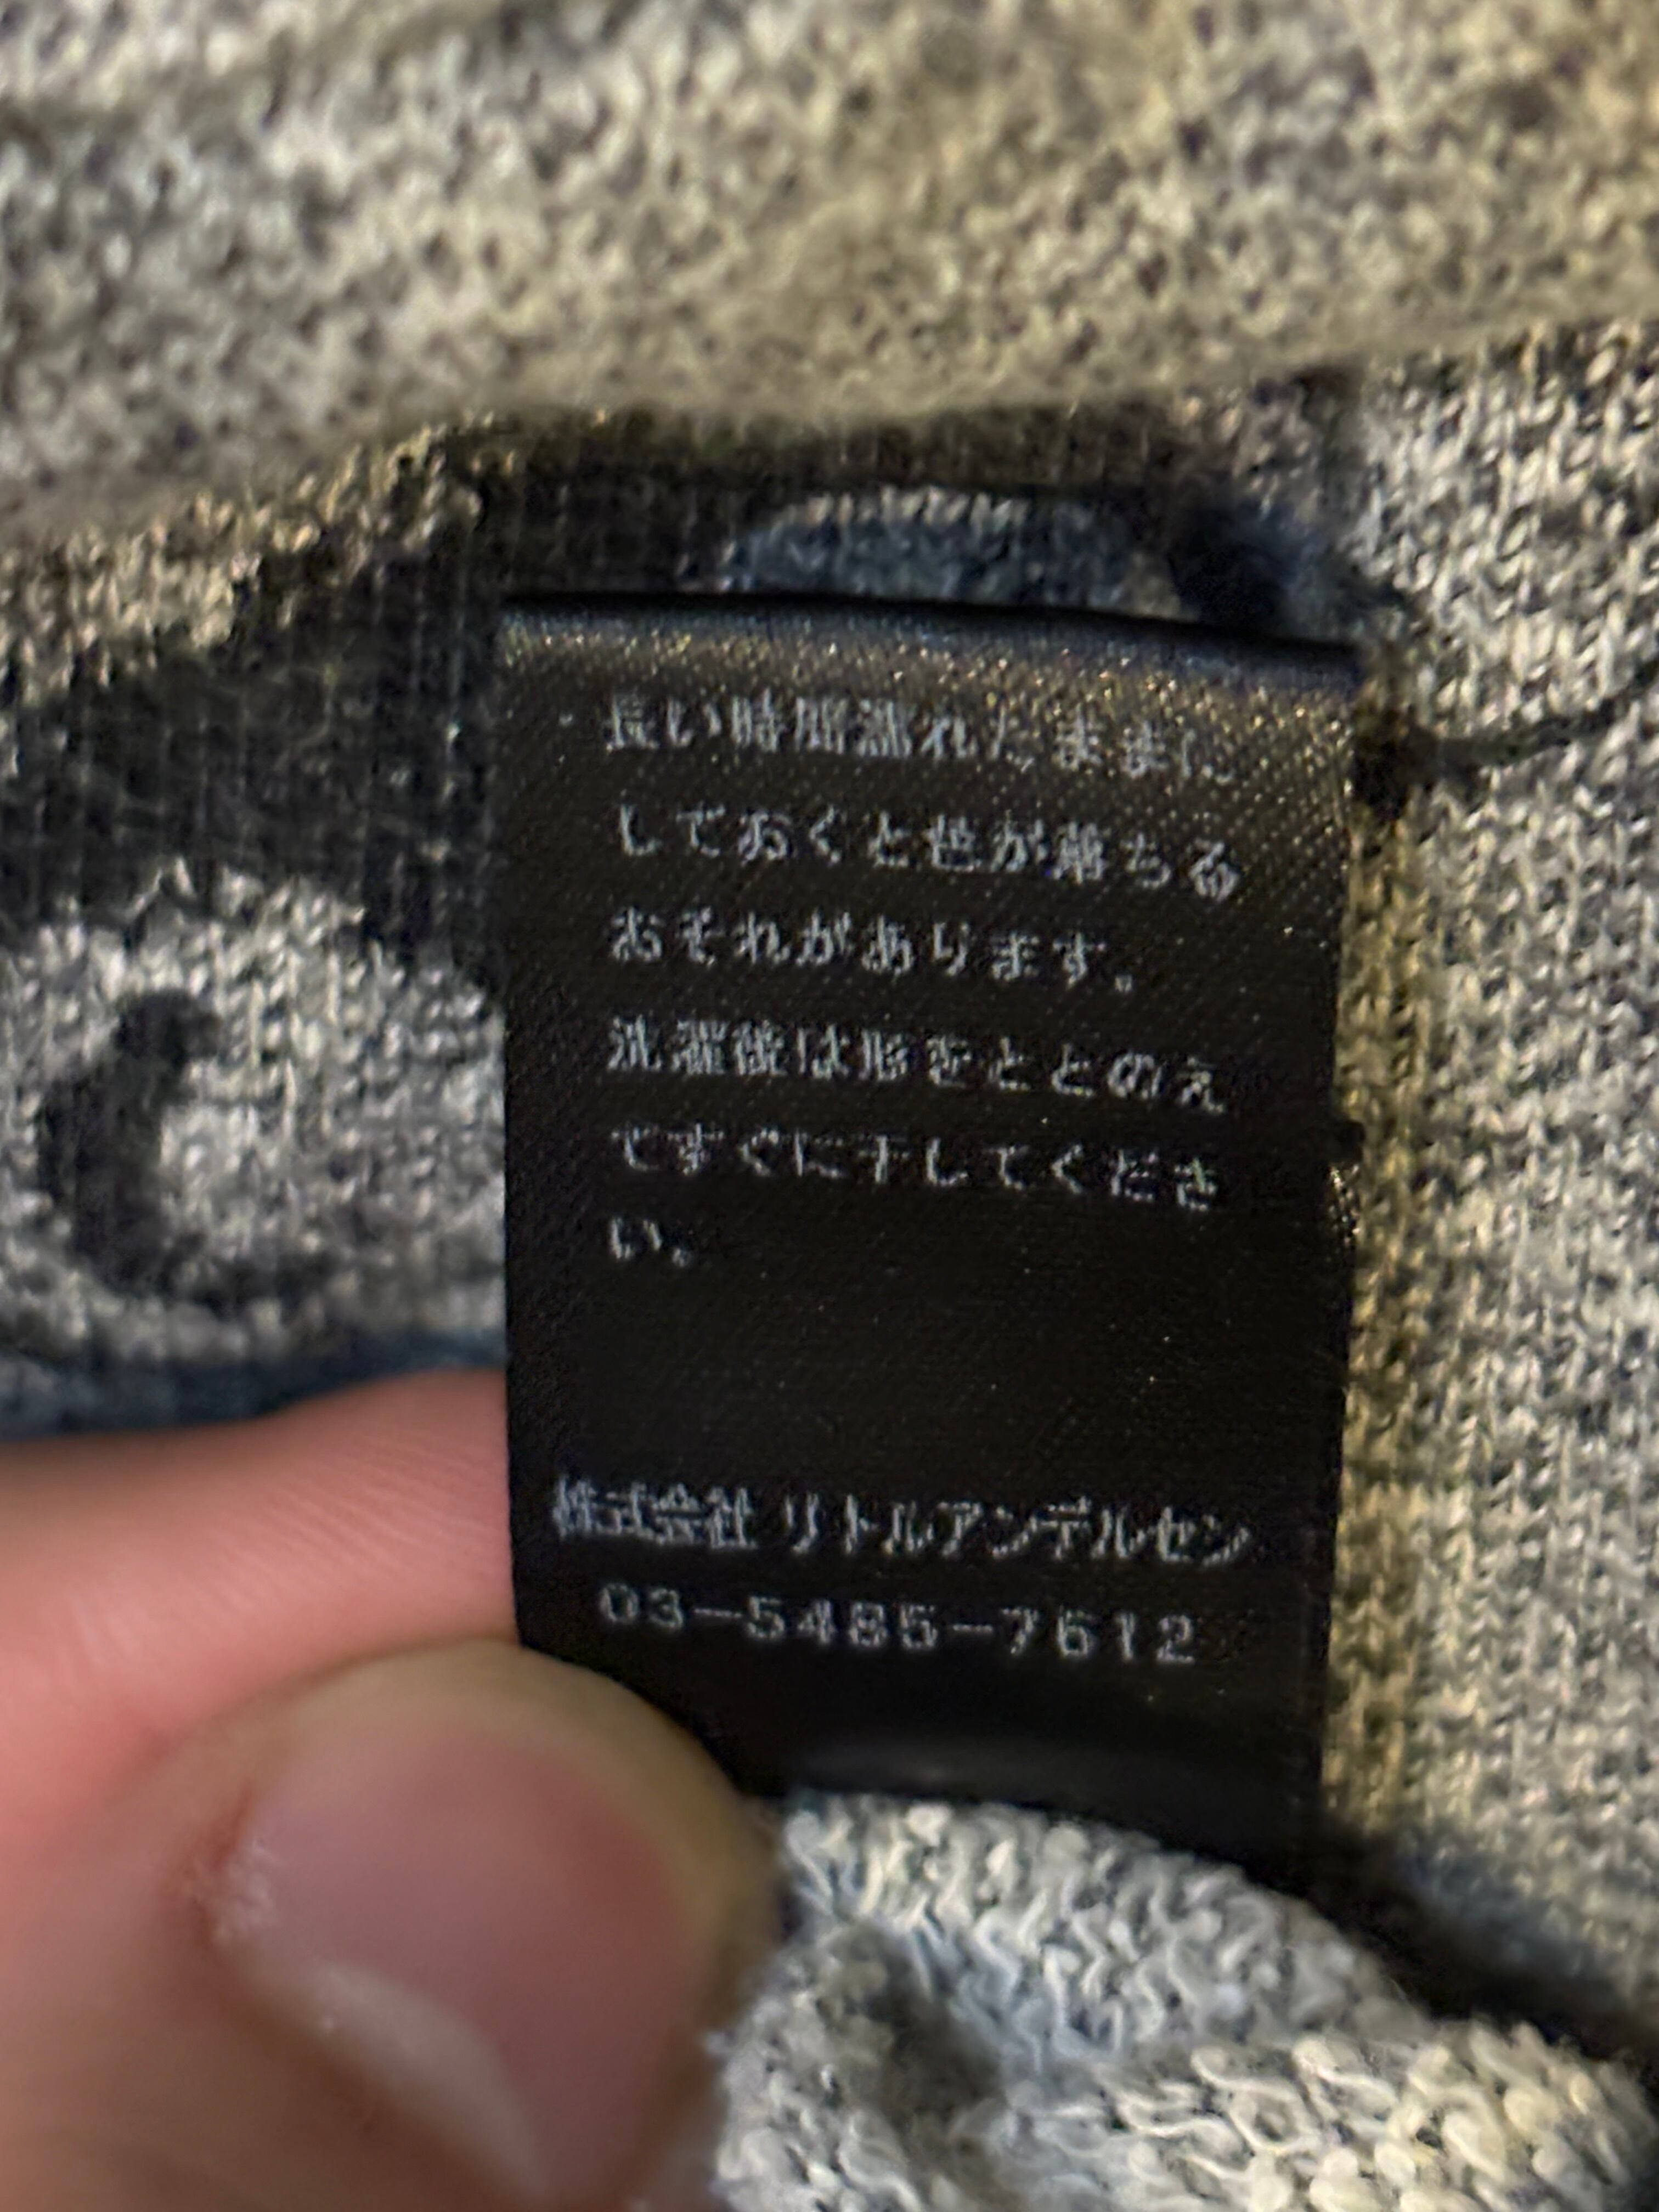 長い時間濡れたままに
しておくと色が落ちる
おそれがあります。
洗濯後は形をととのえ
てすぐに干してくださ
い。
株式会社 リトルアンデルセン
03-5485-7612